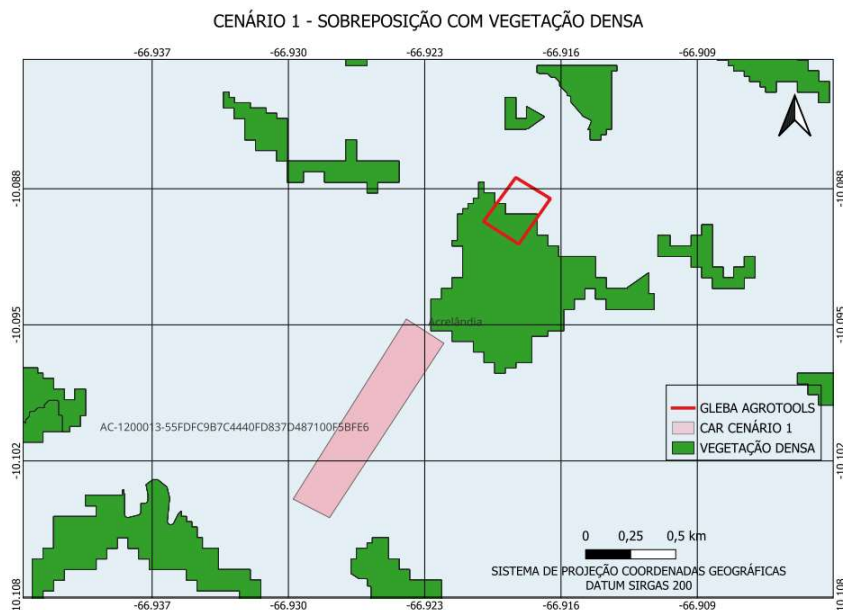 CENÁRIO 1 - SOBREPOSIÇÃO COM VEGETAÇÃO DENSA
-66.937 -66.930 -66.923 -66.916 -66.909
-10.088 -10.088
-10.095 -10.095
Acrelândia
GLEBA AGROTOOLS
CAR CENÁRIO 1
VEGETAÇÃO DENSA
AC-1200013-55FDFC9B7C4440FD837D487100F5BFE6
-10.102 -10.102
0 0,25 0,5 km
SISTEMA DE PROJEÇÃO COORDENADAS GEOGRÁFICAS
DATUM SIRGAS 200
-10.108 -10.108
-66.937 -66.930 -66.923 -66.916 -66.909